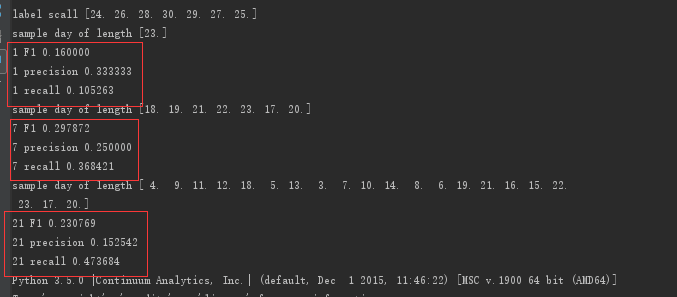 label scall [24. 26. 28. 30. 29. 27. 25.]
sample day of length [23.]
1 F1 0.160000
1 precision 0.333333
1 recall 0.105263
sample day of length [18. 19. 21. 22. 23. 17. 20.]
7 F1 0.297872
7 precision 0.250000
7 recall 0.368421
sample day of length [ 4. 9. 11. 12. 18. 5. 13. 3. 7. 10. 14. 8. 6. 19. 21. 16. 15. 22.
23. 17. 20.]
21 F1 0.230769
21 precision 0.152542
21 recall 0.473684
Python 3.5.0 |Continuum Analytics, Inc.| (default, Dec 1 2015, 11:46:22) [MSC v.1900 64 bit (AMD64)]